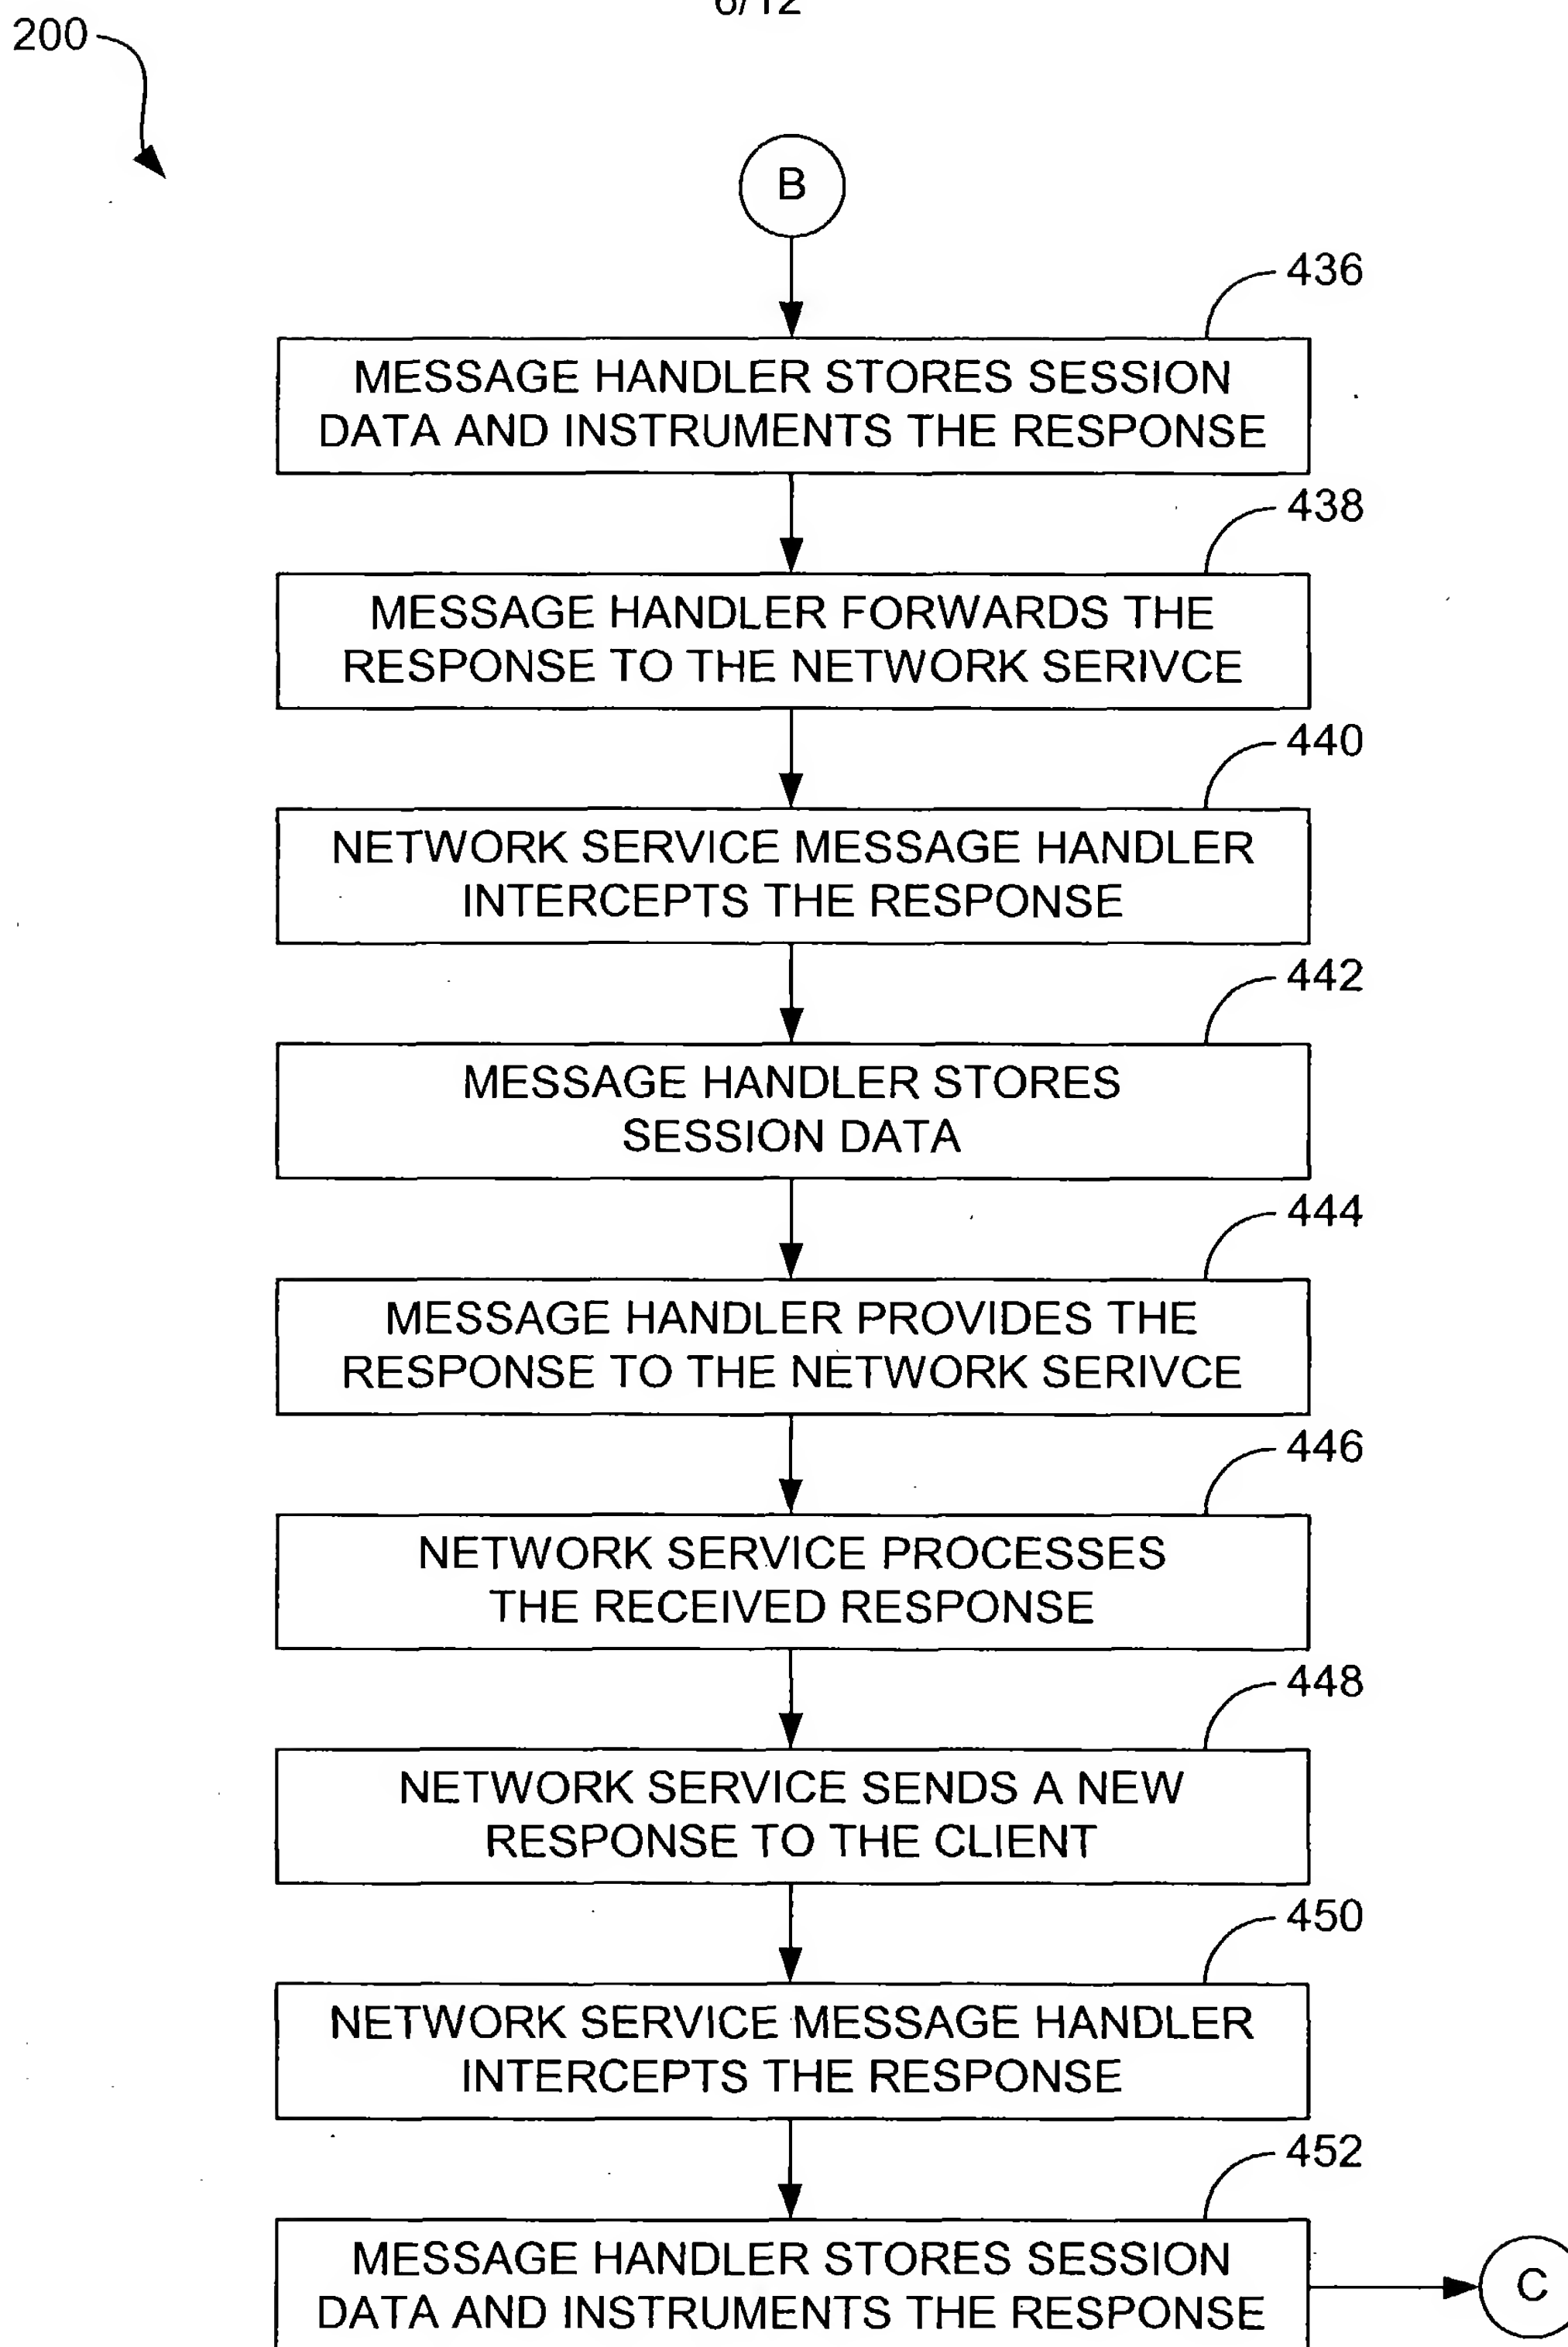 6/12
200
B
436
MESSAGE HANDLER STORES SESSION
DATA AND INSTRUMENTS THE RESPONSE
438
MESSAGE HANDLER FORWARDS THE
RESPONSE TO THE NETWORK SERIVCE
440
NETWORK SERVICE MESSAGE HANDLER
INTERCEPTS THE RESPONSE
442
MESSAGE HANDLER STORES
SESSION DATA
444
MESSAGE HANDLER PROVIDES THE
RESPONSE TO THE NETWORK SERIVCE
446
NETWORK SERVICE PROCESSES
THE RECEIVED RESPONSE
448
NETWORK SERVICE SENDS A NEW
RESPONSE TO THE CLIENT
450
NETWORK SERVICE MESSAGE HANDLER
INTERCEPTS THE RESPONSE
452
MESSAGE HANDLER STORES SESSION
DATA AND INSTRUMENTS THE RESPONSE
C